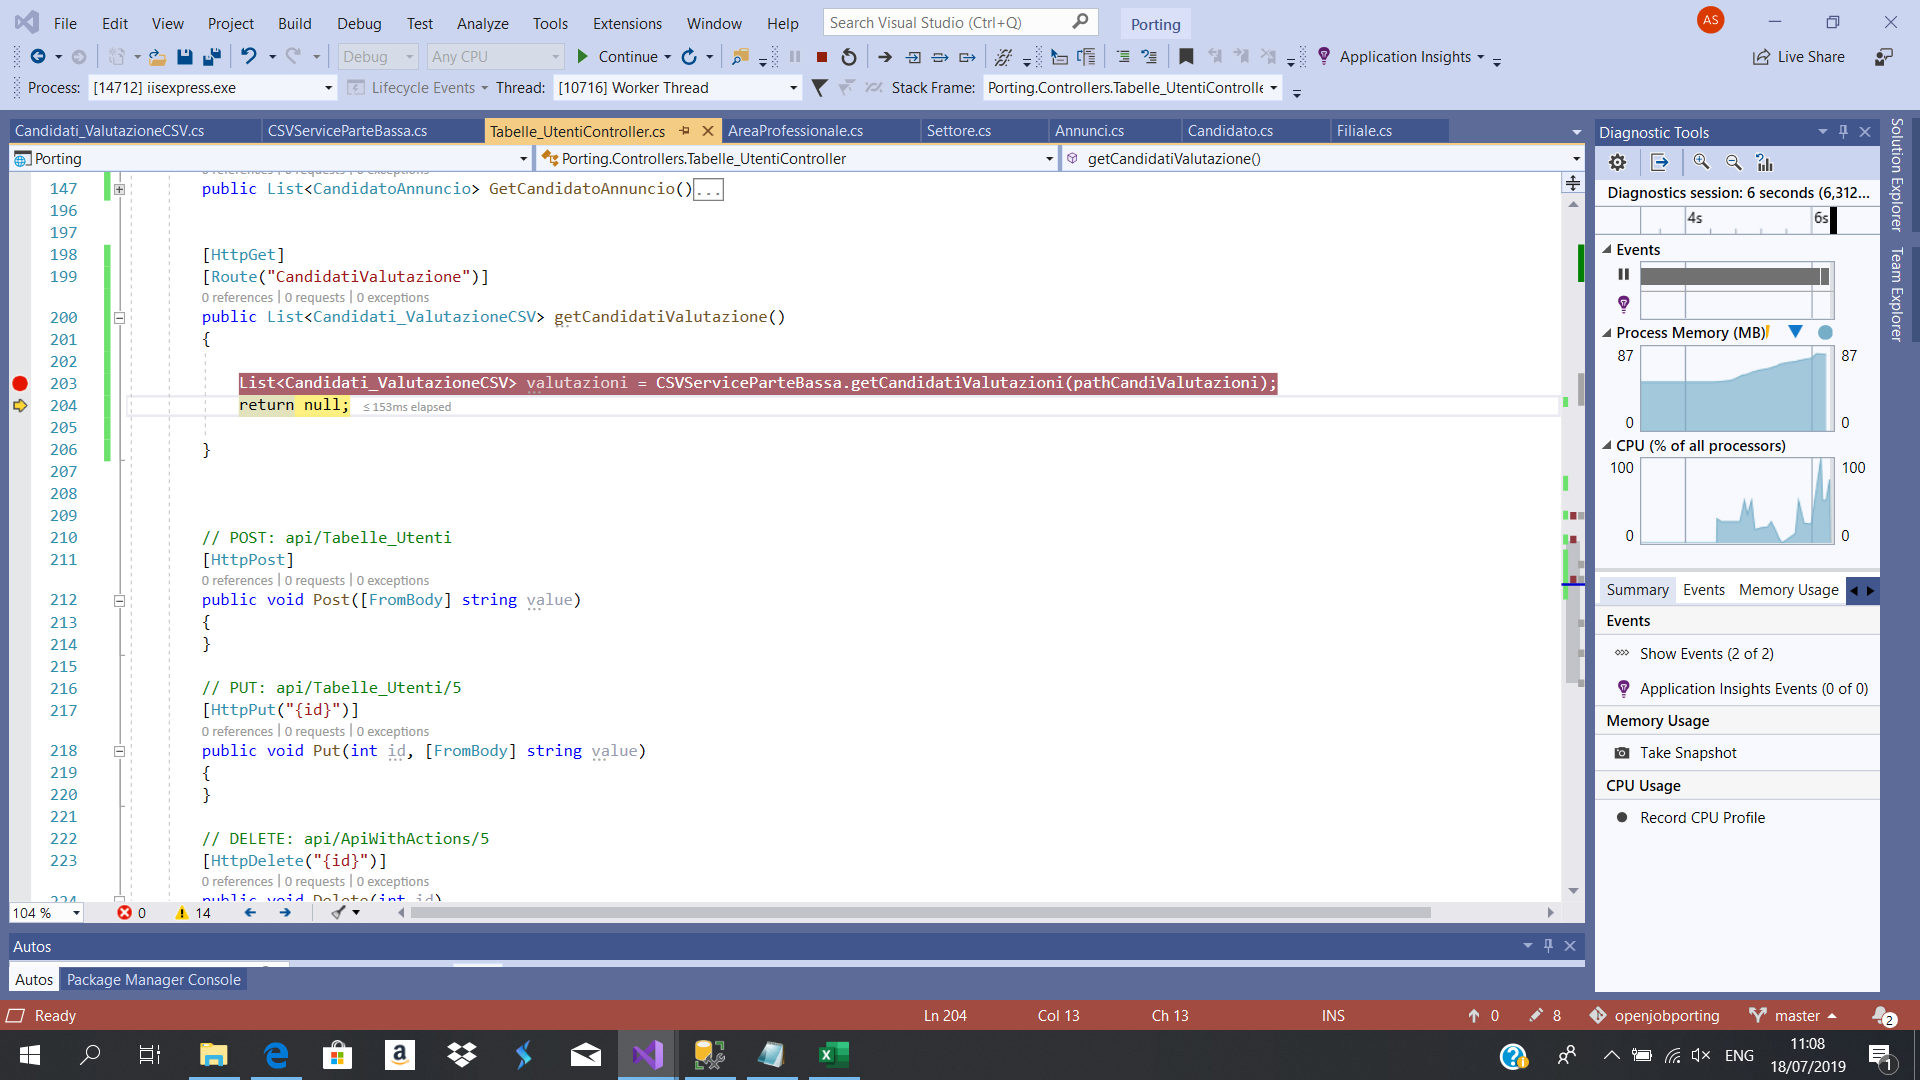 File Edit View Project Build Debug Test Analyze Tools Extensions Window Help Search Visual Studio (Ctrl+Q) Porting AS
Debug Any CPU Continue Application Insights Live Share
Process: [14712] iisexpress.exe Lifecycle Events Thread: [10716] Worker Thread Stack Frame: Porting.Controllers.Tabelle_UtentiControlle
Candidati_ValutazioneCSV.cs CSVServiceParteBassa.cs Tabelle_UtentiController.cs AreaProfessionale.cs Settore.cs Annunci.cs Candidato.cs Filiale.cs
Porting Porting.Controllers.Tabelle_UtentiController getCandidatiValutazione()
0 references | 0 requests | 0 exceptions
147 public List<CandidatoAnnuncio> GetCandidatoAnnuncio()...
196
197
198 [HttpGet]
199 [Route("CandidatiValutazione")]
0 references | 0 requests | 0 exceptions
200 public List<Candidati_ValutazioneCSV> getCandidatiValutazione()
201 {
202
203 List<Candidati_ValutazioneCSV> valutazioni = CSVServiceParteBassa.getCandidatiValutazioni(pathCandiValutazioni);
204 return null; ≤ 153ms elapsed
205
206 }
207
208
209
210 // POST: api/Tabelle_Utenti
211 [HttpPost]
0 references | 0 requests | 0 exceptions
212 public void Post([FromBody] string value)
213 {
214 }
215
216 // PUT: api/Tabelle_Utenti/5
217 [HttpPut("{id}")]
0 references | 0 requests | 0 exceptions
218 public void Put(int id, [FromBody] string value)
219 {
220 }
221
222 // DELETE: api/ApiWithActions/5
223 [HttpDelete("{id}")]
0 references | 0 requests | 0 exceptions
224 public void Delete(int id)
104 % 0 14
Autos
Autos Package Manager Console
Diagnostic Tools
Diagnostics session: 6 seconds (6,312...
4s 6s
Events
Process Memory (MB)
87 87
0 0
CPU (% of all processors)
100 100
0 0
Summary Events Memory Usage
Events
Show Events (2 of 2)
Application Insights Events (0 of 0)
Memory Usage
Take Snapshot
CPU Usage
Record CPU Profile
Solution Explorer
Team Explorer
Ready Ln 204 Col 13 Ch 13 INS 0 8 openjobporting master 2
ENG 11:08
18/07/2019 1